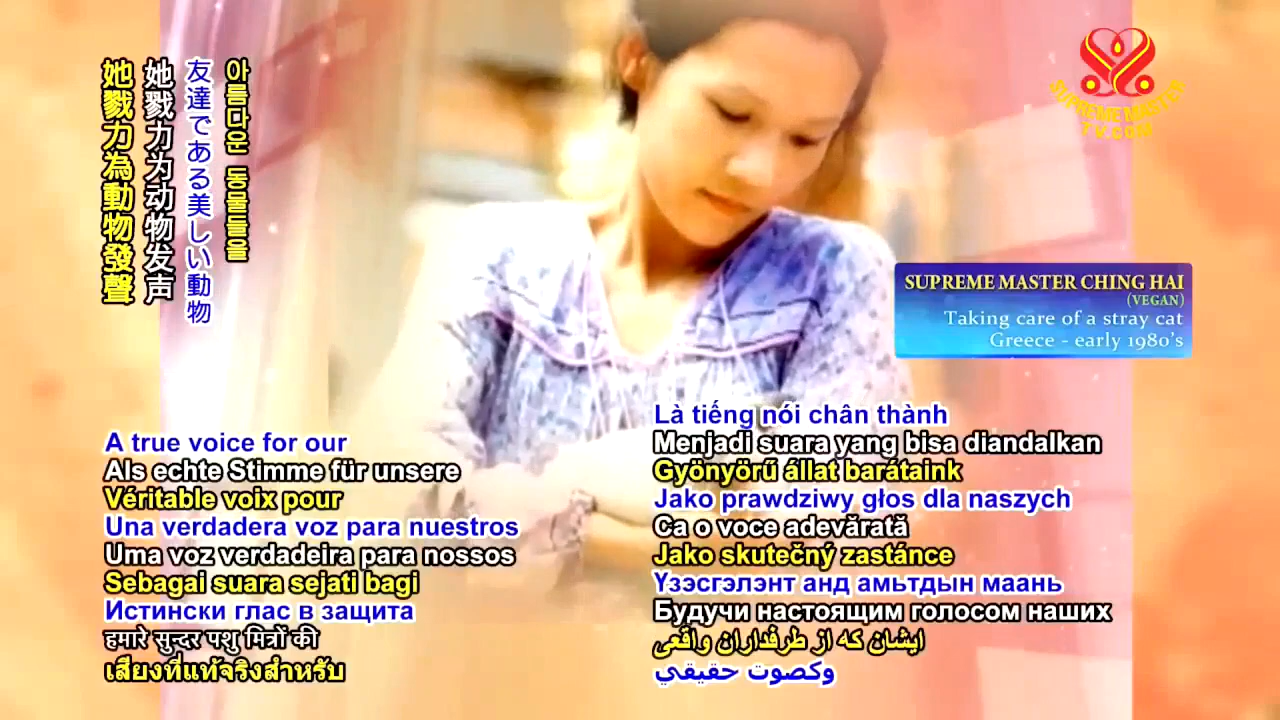 她戮力為動物發聲
她戮力为动物发声
友達である美しい動物
아름다운 동물들을
SUPREME MASTER
TV.COM
SUPREME MASTER CHING HAI
(VEGAN)
Taking care of a stray cat
Greece - early 1980's
A true voice for our
Als echte Stimme für unsere
Véritable voix pour
Una verdadera voz para nuestros
Uma voz verdadeira para nossos
Sebagai suara sejati bagi
Истински глас в защита
हमारे सुन्दर पशु मित्रों की
เสียงที่แท้จริงสำหรับ
Là tiếng nói chân thành
Menjadi suara yang bisa diandalkan
Gyönyörű állat barátaink
Jako prawdziwy głos dla naszych
Ca o voce adevărată
Jako skutečný zastánce
Үзэсгэлэнт анд амьтдын маань
Будучи настоящим голосом наших
ایشان که از طرفداران واقعی
وكصوت حقيقي